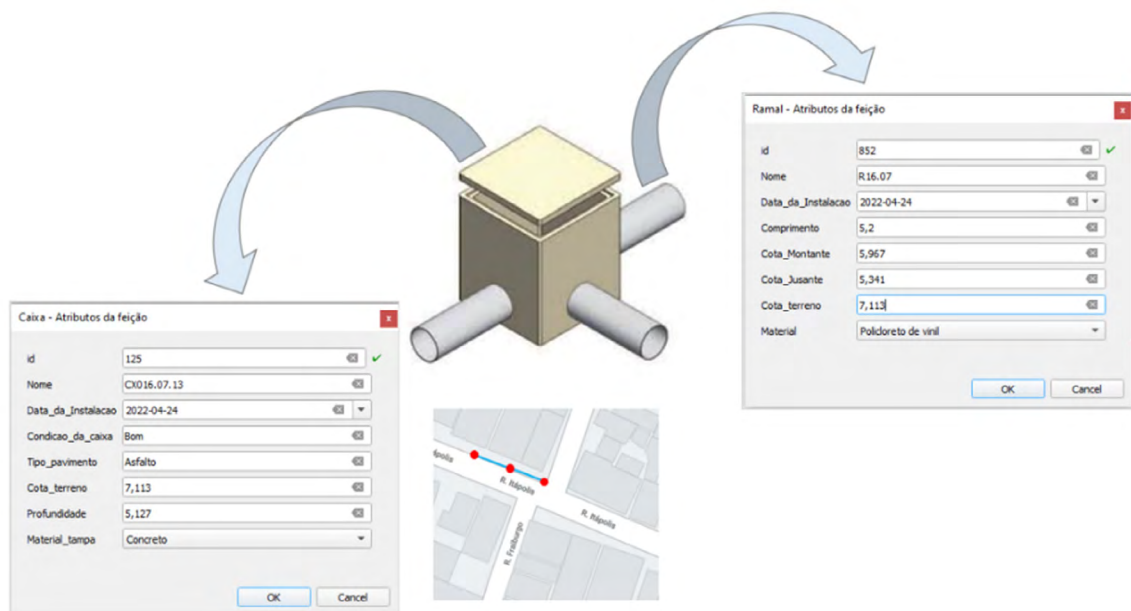 Ramal - Atributos da feição
x
id 852
Nome R16.07
Data_da_Instalacao 2022-04-24
Comprimento 5,2
Cota_Montante 5,967
Cota_Jusante 5,341
Cota_terreno 7,113
Material Policloreto de vinil
OK Cancel
Caixa - Atributos da feição
x
id 125
Nome CX016.07.13
Data_da_Instalacao 2022-04-24
Condicao_da_caixa Bom
Tipo_pavimento Asfalto
Cota_terreno 7,113
Profundidade 5,127
Material_tampa Concreto
OK Cancel
ápolis
R. Itápolis
R. Itápolis
R. Fraiburgo